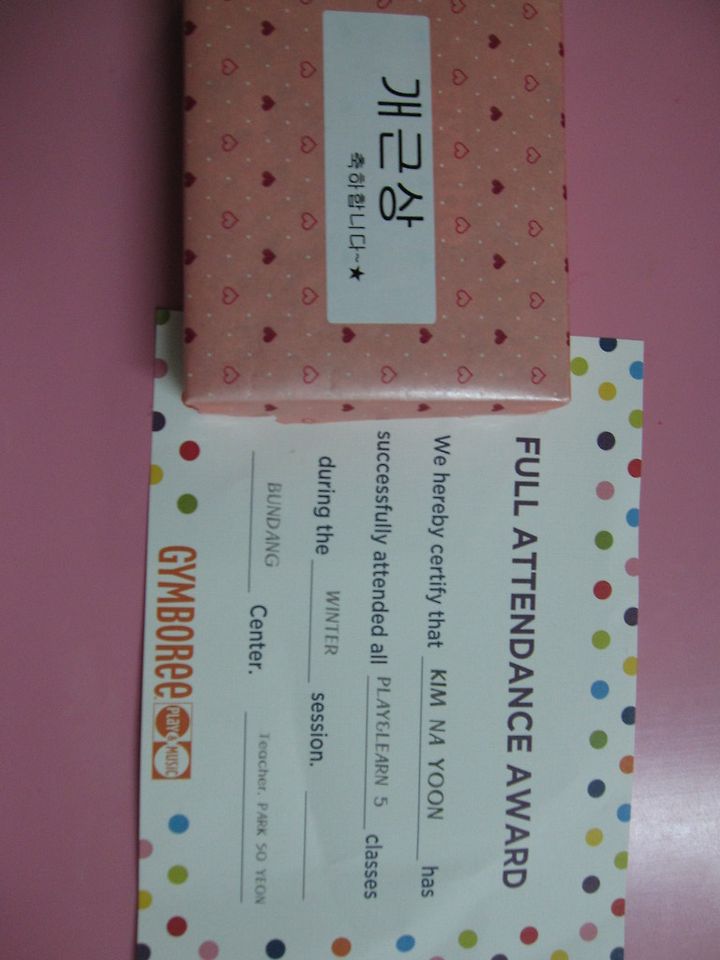 개근상
축하합니다~★
FULL ATTENDANCE AWARD
We hereby certify that KIM NA YOON has
successfully attended all PLAY&LEARN 5 classes
during the WINTER session.
BUNDANG Center. Teacher. PARK SO YEON
GYMBOREE PLAY & MUSIC